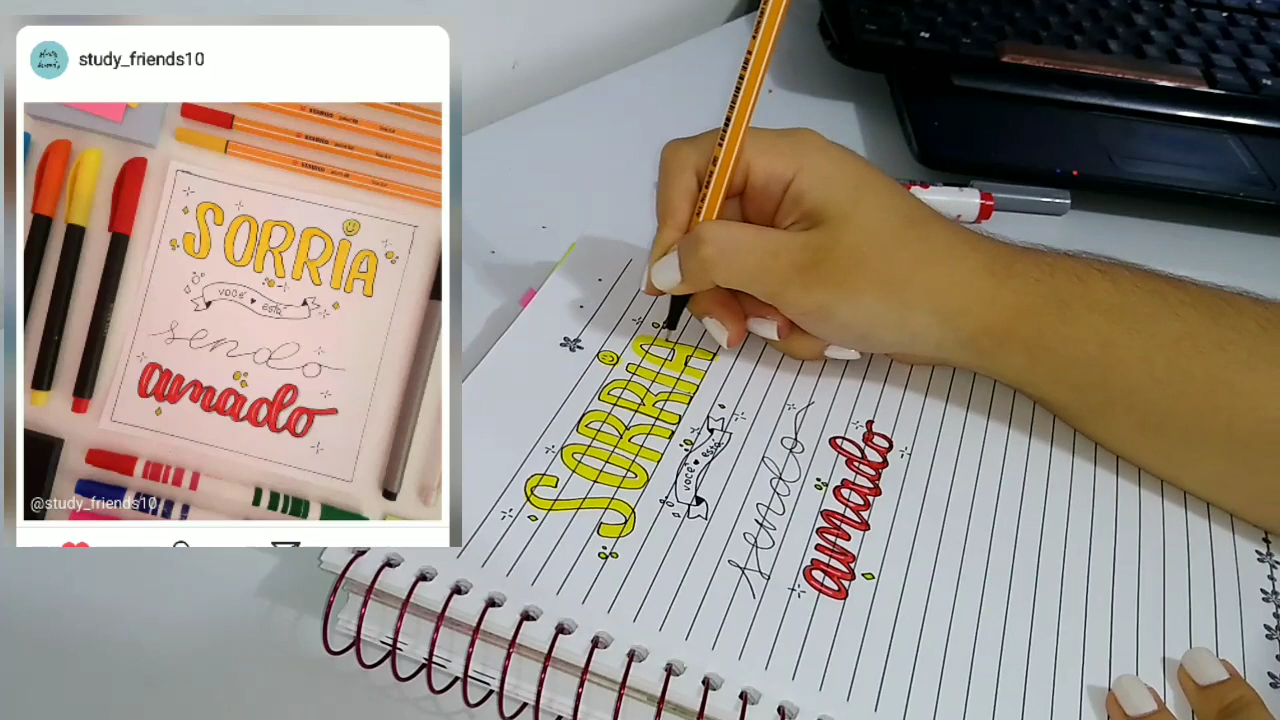 study_friends10
SORRIA
você está
sendo
amado
@study_friends10
SORRIA
você está
sendo
amado